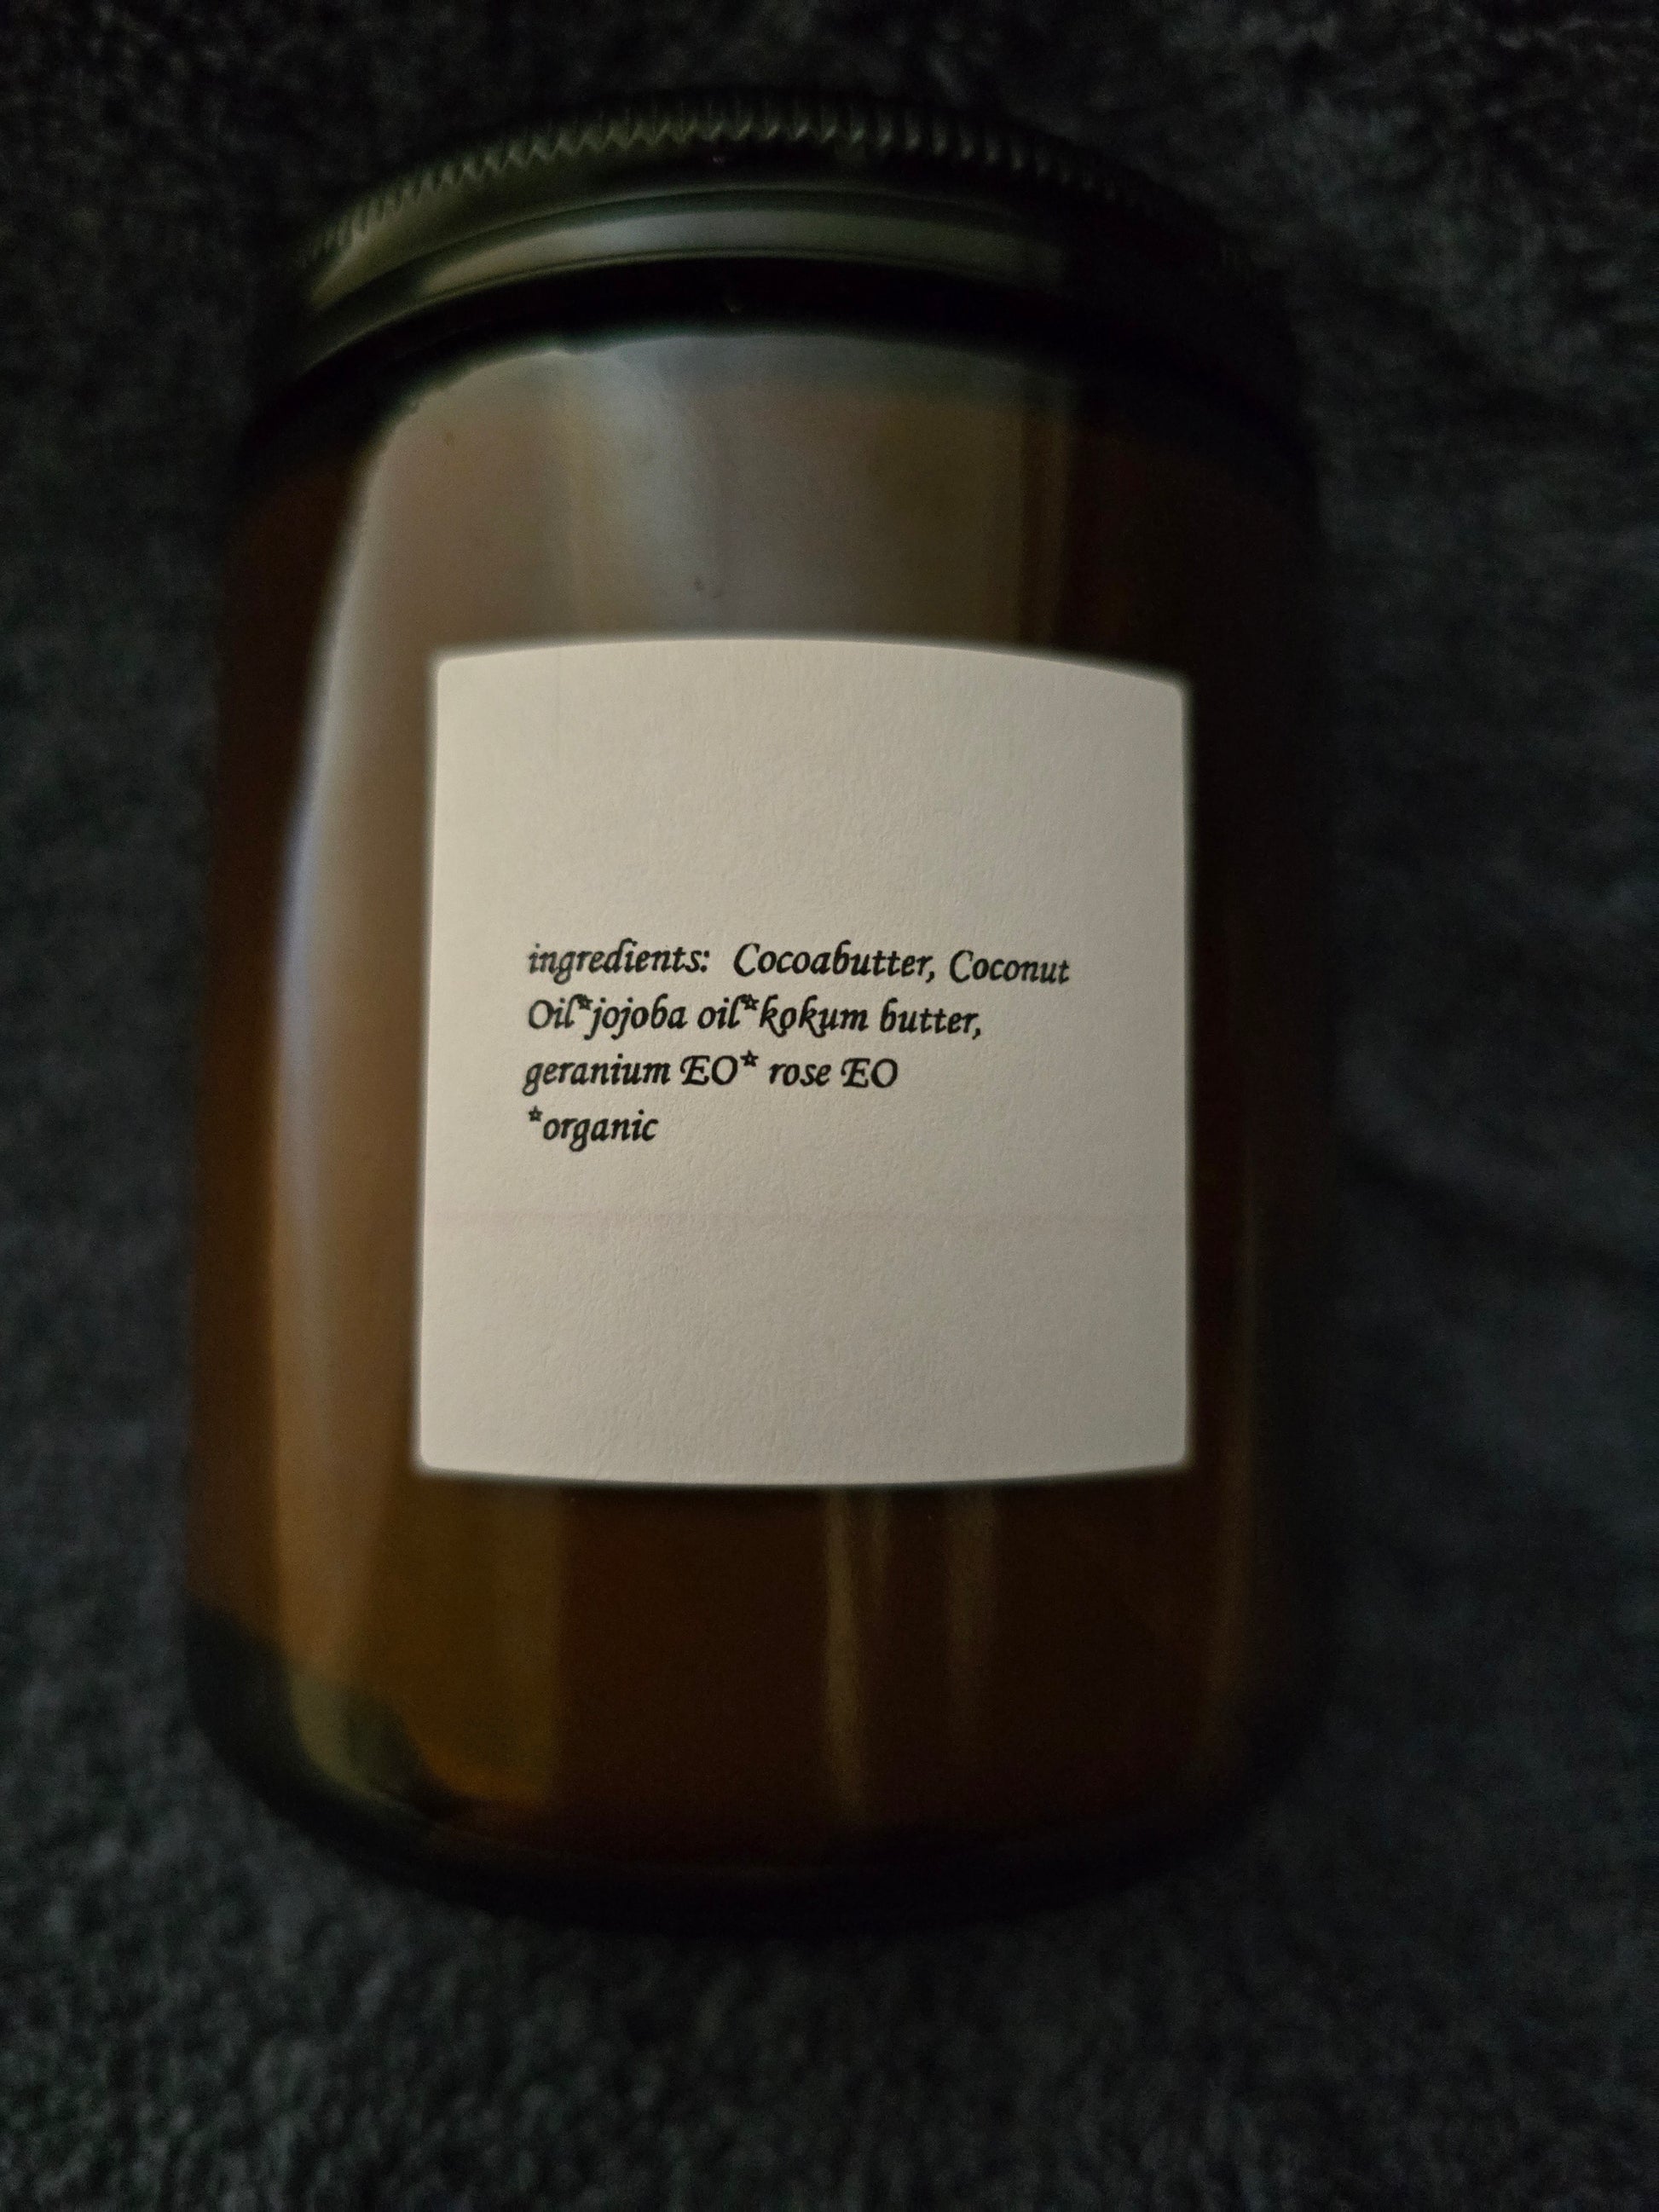 ingredients: Cocoabutter, Coconut
Oil*jojoba oil*kokum butter,
geranium EO* rose EO
*organic